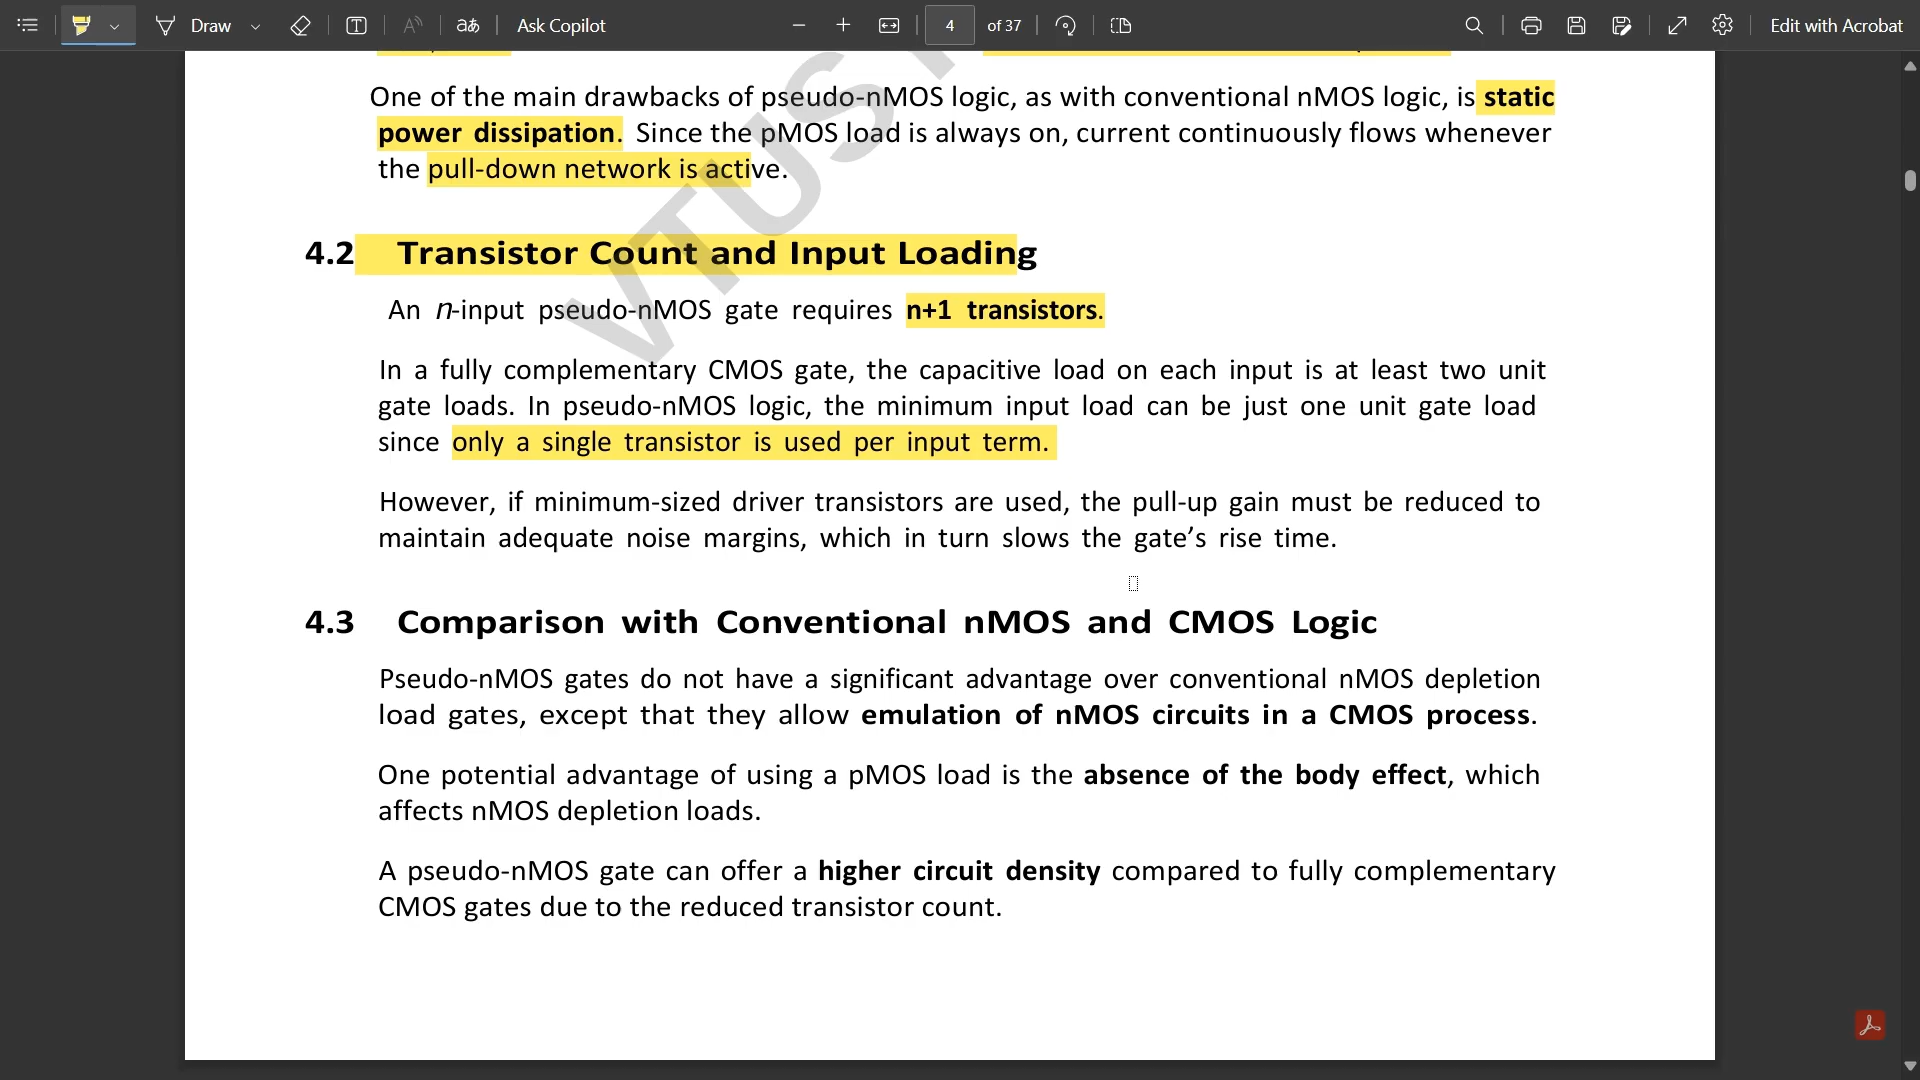 Draw
Ask Copilot
4
of 37
Edit with Acrobat
One of the main drawbacks of pseudo-nMOS logic, as with conventional nMOS logic, is static
power dissipation. Since the pMOS load is always on, current continuously flows whenever
the pull-down network is active.
4.2 Transistor Count and Input Loading
An n-input pseudo-nMOS gate requires n+1 transistors.
In a fully complementary CMOS gate, the capacitive load on each input is at least two unit
gate loads. In pseudo-nMOS logic, the minimum input load can be just one unit gate load
since only a single transistor is used per input term.
However, if minimum-sized driver transistors are used, the pull-up gain must be reduced to
maintain adequate noise margins, which in turn slows the gate’s rise time.
4.3 Comparison with Conventional nMOS and CMOS Logic
Pseudo-nMOS gates do not have a significant advantage over conventional nMOS depletion
load gates, except that they allow emulation of nMOS circuits in a CMOS process.
One potential advantage of using a pMOS load is the absence of the body effect, which
affects nMOS depletion loads.
A pseudo-nMOS gate can offer a higher circuit density compared to fully complementary
CMOS gates due to the reduced transistor count.